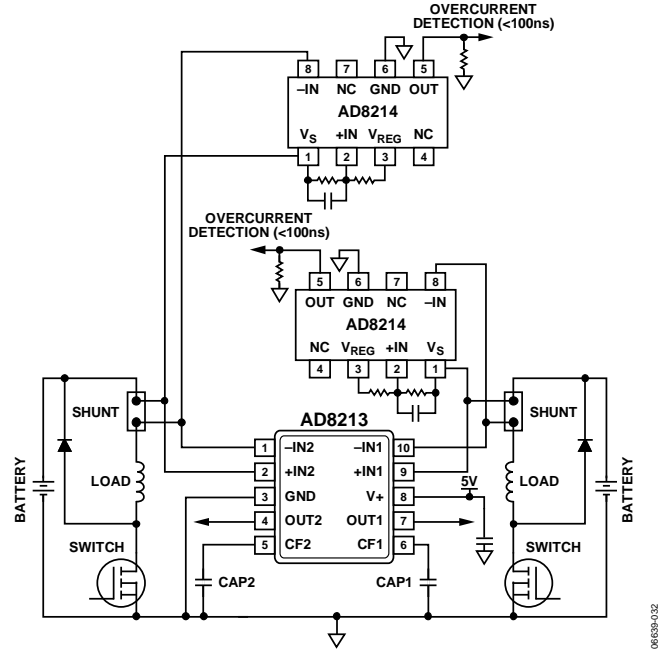 OVERCURRENT
DETECTION (<100ns)
8 7 6 5
–IN NC GND OUT
AD8214
VS +IN VREG NC
1 2 3 4
OVERCURRENT
DETECTION (<100ns)
5 6 7 8
OUT GND NC –IN
AD8214
NC VREG +IN VS
4 3 2 1
AD8213
SHUNT
SHUNT
1 –IN2 –IN1 10
2 +IN2 +IN1 9
3 GND V+ 8
4 OUT2 OUT1 7
5 CF2 CF1 6
5V
LOAD
LOAD
BATTERY
BATTERY
SWITCH
SWITCH
CAP2
CAP1
06639-032